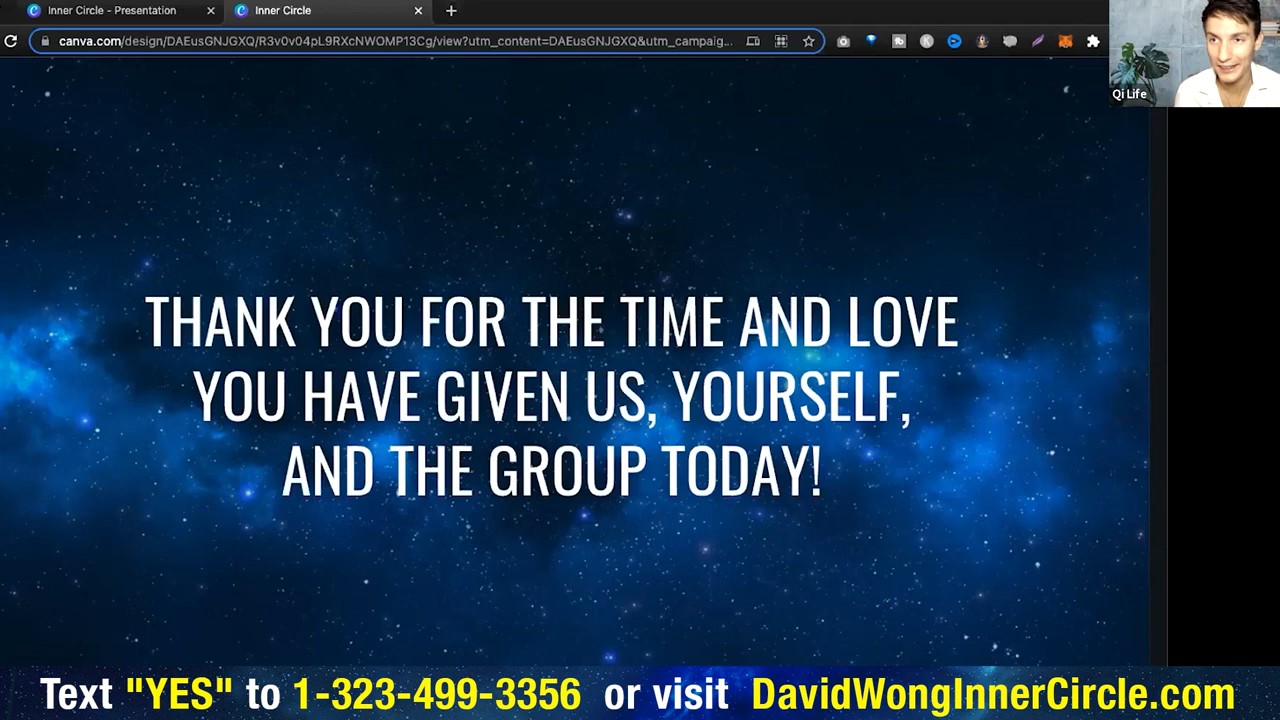 Inner Circle - Presentation
Inner Circle
canva.com/design/DAEusGNJGXQ/R3v0v04pL9RXcNWOMP13Cg/view?utm_content=DAEusGNJGXQ&utm_campaig...
Qi Life
THANK YOU FOR THE TIME AND LOVE
YOU HAVE GIVEN US, YOURSELF,
AND THE GROUP TODAY!
Text "YES" to 1-323-499-3356 or visit DavidWongInnerCircle.com